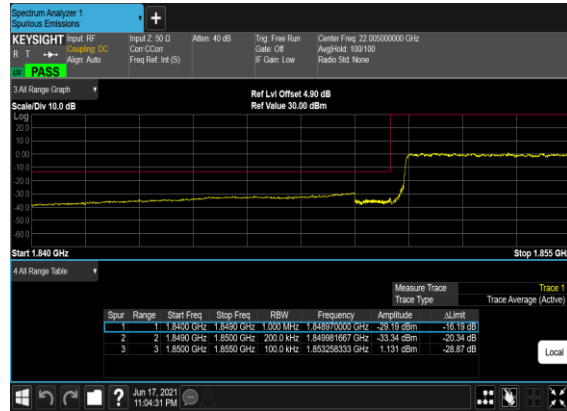 Spectrum Analyzer 1
Spurious Emissions
KEYSIGHT
R T
PASS
Input: RF
Coupling: DC
Align: Auto
Input Z: 50 Ω
Corr CCorr
Freq Ref: Int (S)
Atten: 40 dB
Trig: Free Run
Gate: Off
IF Gain: Low
Center Freq: 22.005000000 GHz
Avg|Hold: 100/100
Radio Std: None
3 All Range Graph
Scale/Div 10.0 dB
Ref Lvl Offset 4.90 dB
Ref Value 30.00 dBm
Log
20.0
10.0
0.00
-10.0
-20.0
-30.0
-40.0
-50.0
-60.0
Start 1.840 GHz
Stop 1.855 GH
4 All Range Table
Measure Trace Trace 1
Trace Type Trace Average (Active)
Spur Range Start Freq Stop Freq RBW Frequency Amplitude ΔLimit
1 1 1.8400 GHz 1.8490 GHz 1.000 MHz 1.848970000 GHz -29.19 dBm -16.19 dB
2 2 1.8490 GHz 1.8500 GHz 200.0 kHz 1.849981667 GHz -33.34 dBm -20.34 dB
3 3 1.8500 GHz 1.8550 GHz 100.0 kHz 1.853258333 GHz 1.131 dBm -28.87 dB
Local
Jun 17, 2021
11:04:31 PM